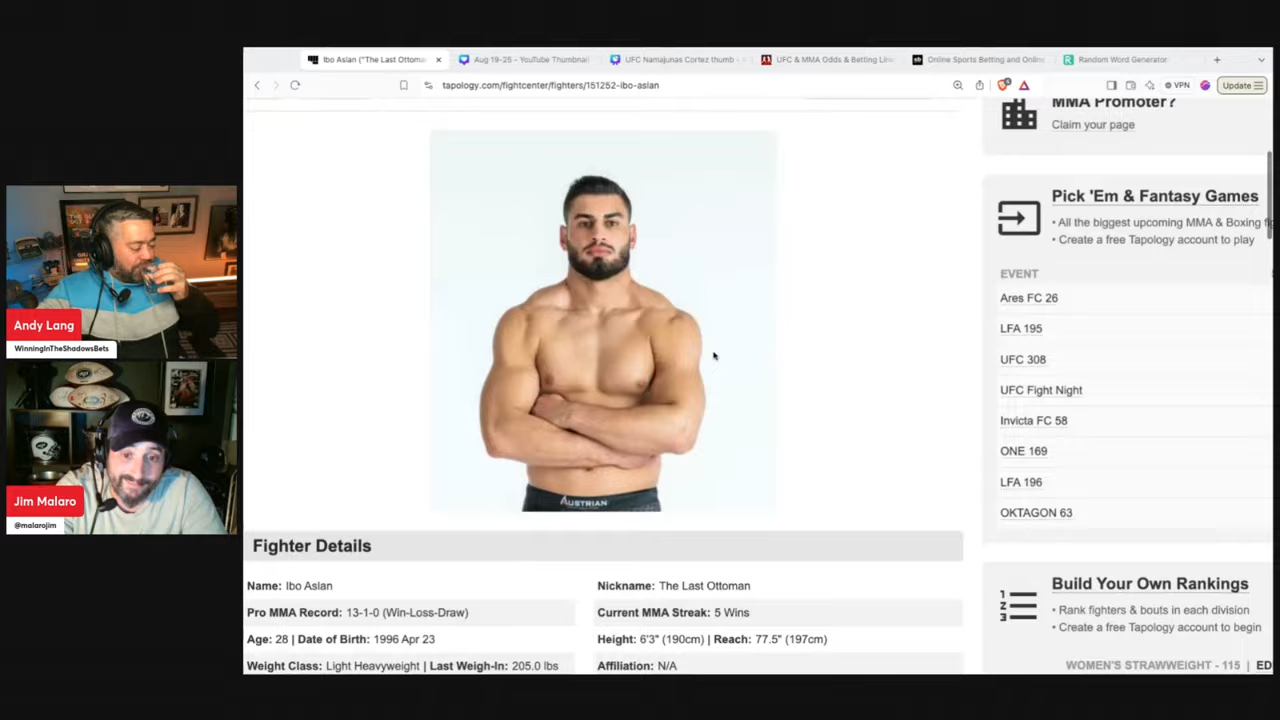 Ibo Aslan ("The Last Ottoma
Aug 19-25 - YouTube Thumbnail
UFC Namajunas Cortez thumb -
UFC & MMA Odds & Betting Lin
Online Sports Betting and Online
Random Word Generator
tapology.com/fightcenter/fighters/151252-ibo-aslan
VPN
Update
MMA Promoter?
Claim your page
Pick 'Em & Fantasy Games
• All the biggest upcoming MMA & Boxing fi
• Create a free Tapology account to play
EVENT
Ares FC 26
LFA 195
UFC 308
UFC Fight Night
Invicta FC 58
ONE 169
LFA 196
OKTAGON 63
AUSTRIAN
Andy Lang
WinningInTheShadowsBets
Jim Malaro
@malarojim
Fighter Details
Name: Ibo Aslan
Nickname: The Last Ottoman
Pro MMA Record: 13-1-0 (Win-Loss-Draw)
Current MMA Streak: 5 Wins
Age: 28 | Date of Birth: 1996 Apr 23
Height: 6'3" (190cm) | Reach: 77.5" (197cm)
Weight Class: Light Heavyweight | Last Weigh-In: 205.0 lbs
Affiliation: N/A
Build Your Own Rankings
• Rank fighters & bouts in each division
• Create a free Tapology account to begin
WOMEN'S STRAWWEIGHT - 115 | ED